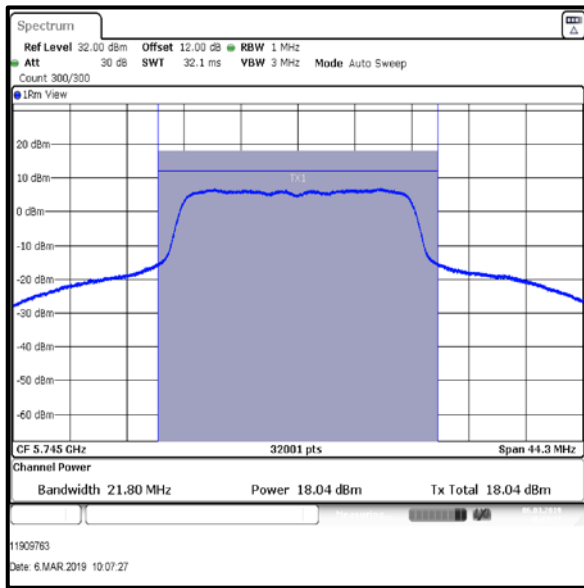 Spectrum
Ref Level 32.00 dBm Offset 12.00 dB RBW 1 MHz
Att 30 dB SWT 32.1 ms VBW 3 MHz Mode Auto Sweep
Count 300/300
1Rm View
20 dBm
TX1
10 dBm
0 dBm
-10 dBm
-20 dBm
-30 dBm
-40 dBm
-50 dBm
-60 dBm
CF 5.745 GHz 32001 pts Span 44.3 MHz
Channel Power
Bandwidth 21.80 MHz Power 18.04 dBm Tx Total 18.04 dBm
11909763
Date: 6.MAR.2019 10:07:27